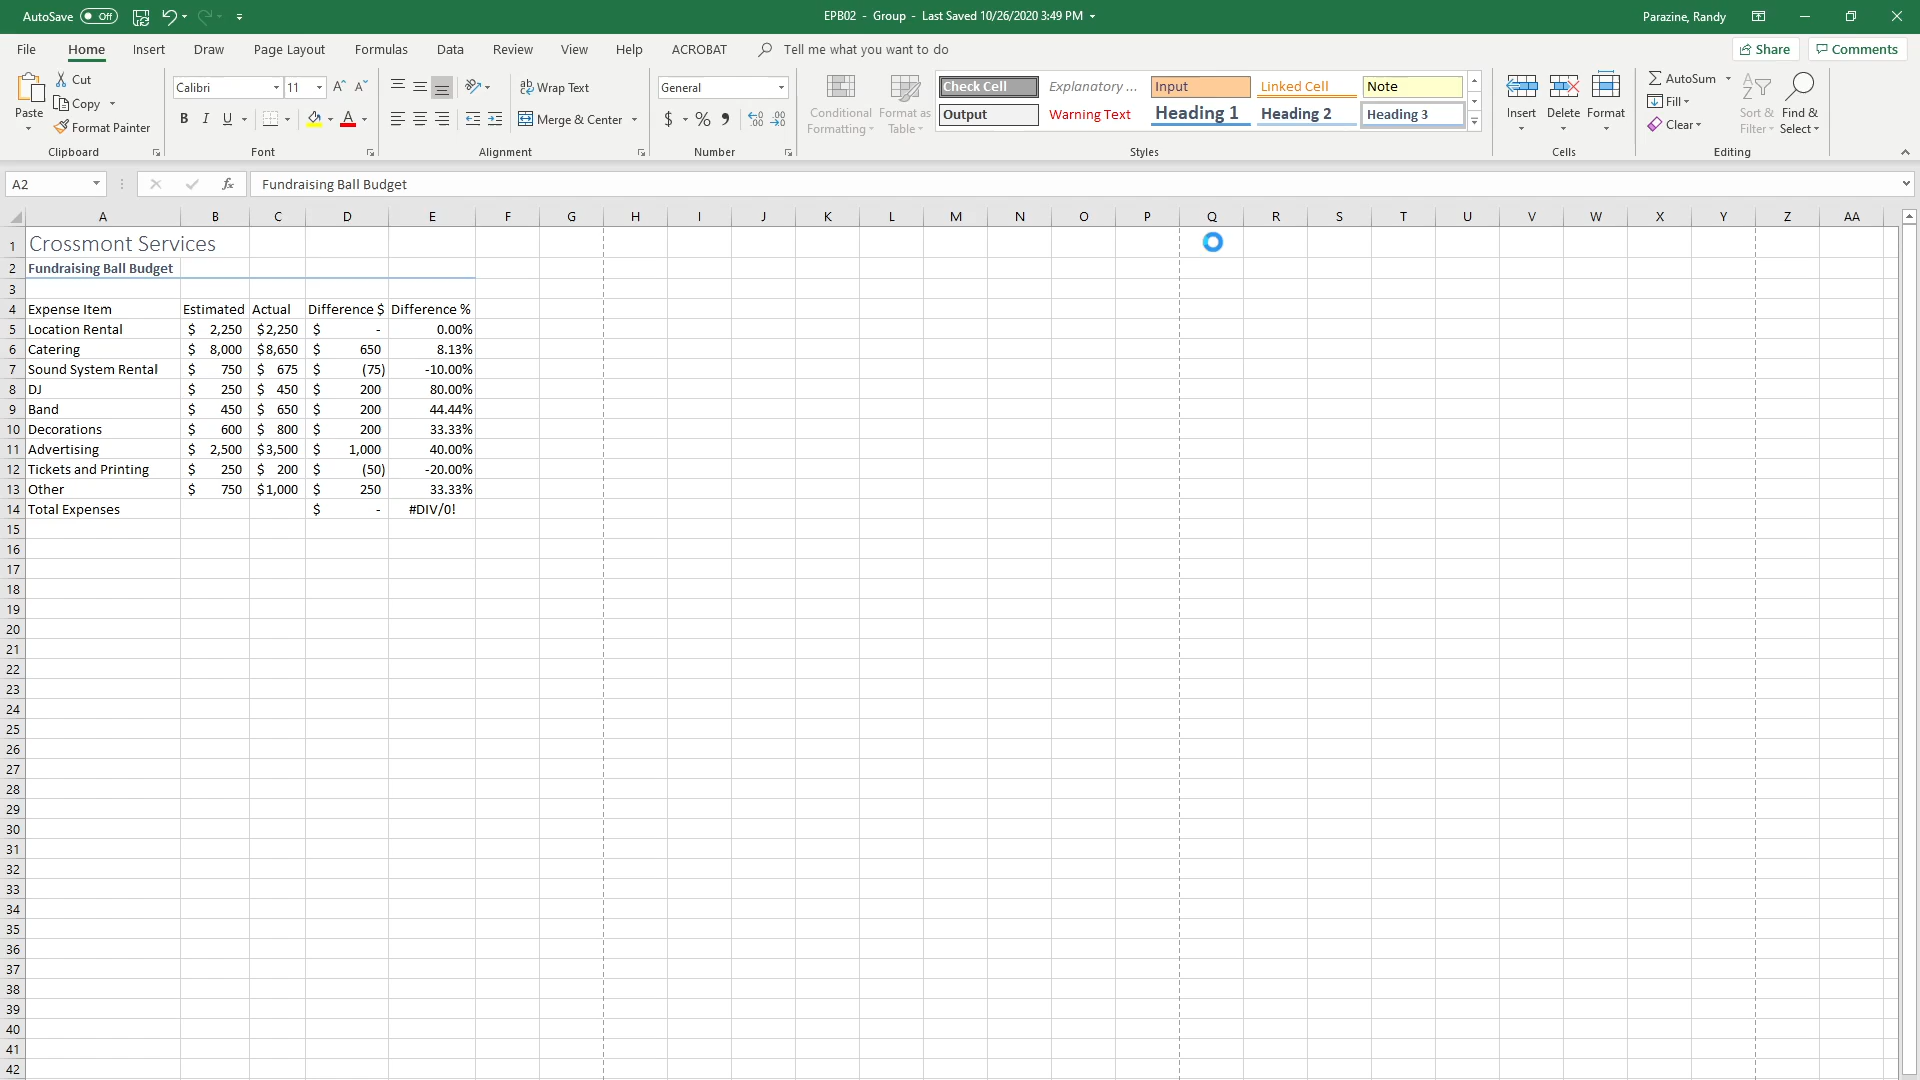 AutoSave Off EPB02 - Group - Last Saved 10/26/2020 3:49 PM Parazine, Randy
File Home Insert Draw Page Layout Formulas Data Review View Help ACROBAT Tell me what you want to do Share Comments
Cut
Copy
Format Painter
Paste
Clipboard
Calibri 11 A^ A
B I U A
Font
ab Wrap Text
Merge & Center
Alignment
General
$ % 9 .00
Number
Conditional Formatting
Format as Table
Check Cell Explanatory ... Input Linked Cell Note
Output Warning Text Heading 1 Heading 2 Heading 3
Styles
Insert Delete Format
Cells
AutoSum
Fill
Clear
Sort & Filter
Find & Select
Editing
A2 fx Fundraising Ball Budget
A B C D E F G H I J K L M N O P Q R S T U V W X Y Z AA
1 Crossmont Services
2 Fundraising Ball Budget
3
4 Expense Item Estimated Actual Difference $ Difference %
5 Location Rental $ 2,250 $2,250 $ - 0.00%
6 Catering $ 8,000 $8,650 $ 650 8.13%
7 Sound System Rental $ 750 $ 675 $ (75) -10.00%
8 DJ $ 250 $ 450 $ 200 80.00%
9 Band $ 450 $ 650 $ 200 44.44%
10 Decorations $ 600 $ 800 $ 200 33.33%
11 Advertising $ 2,500 $3,500 $ 1,000 40.00%
12 Tickets and Printing $ 250 $ 200 $ (50) -20.00%
13 Other $ 750 $1,000 $ 250 33.33%
14 Total Expenses $ - #DIV/0!
15
16
17
18
19
20
21
22
23
24
25
26
27
28
29
30
31
32
33
34
35
36
37
38
39
40
41
42